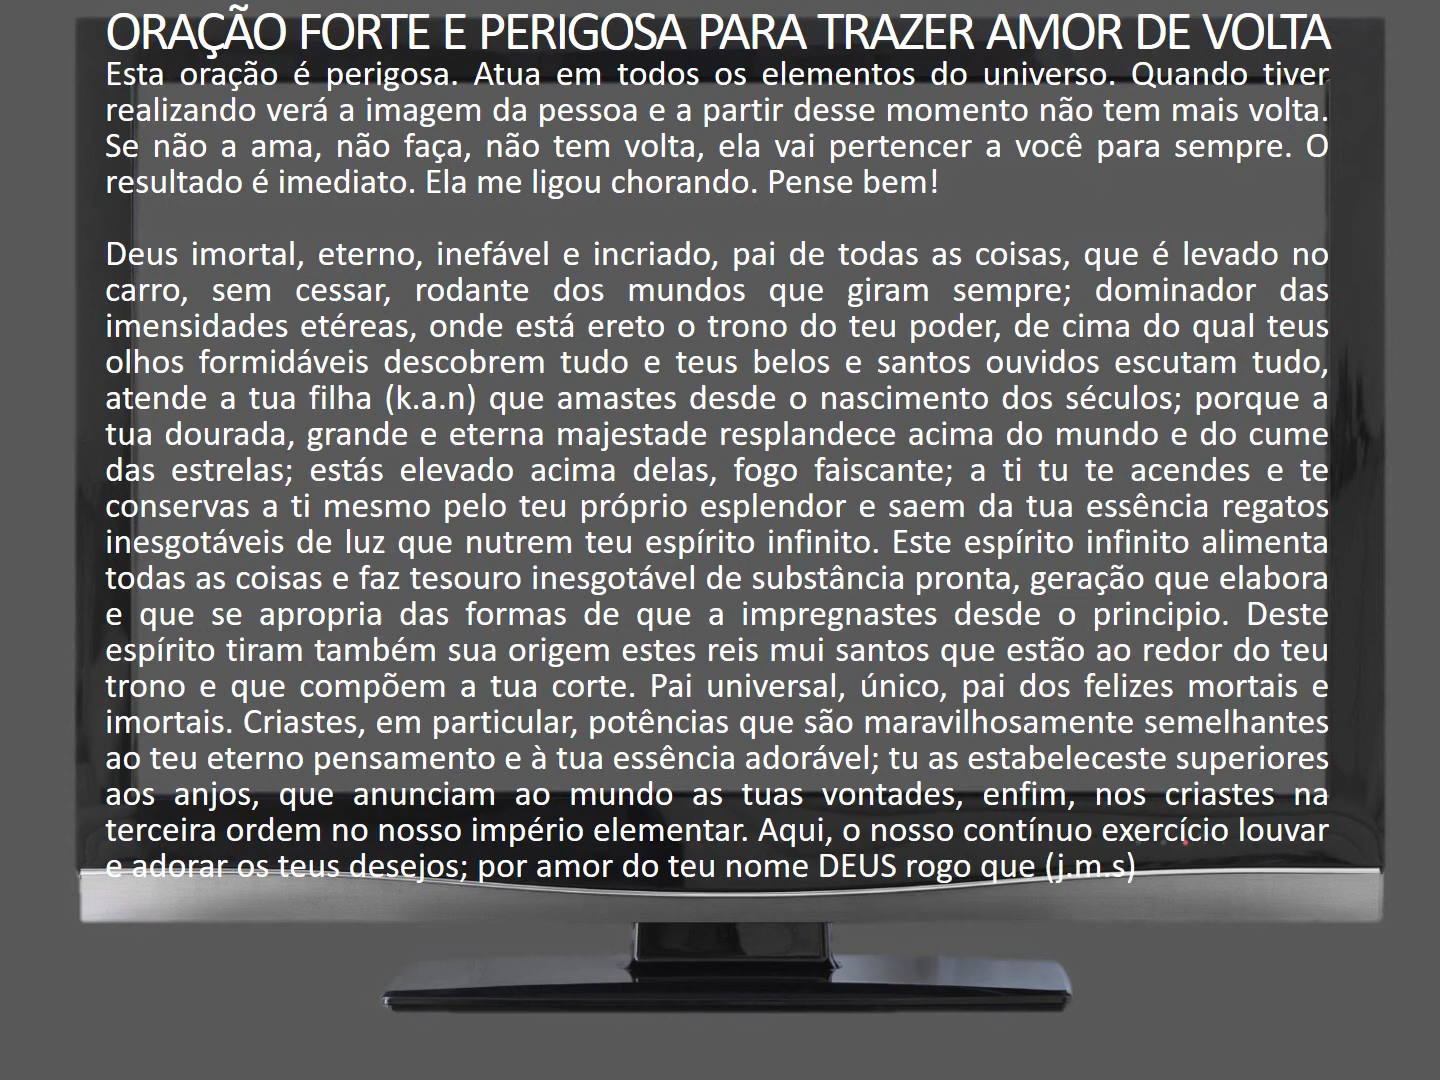 ORAÇÃO FORTE E PERIGOSA PARA TRAZER AMOR DE VOLTA
Esta oração é perigosa. Atua em todos os elementos do universo. Quando tiver
realizando verá a imagem da pessoa e a partir desse momento não tem mais volta.
Se não a ama, não faça, não tem volta, ela vai pertencer a você para sempre. O
resultado é imediato. Ela me ligou chorando. Pense bem!
Deus imortal, eterno, inefável e incriado, pai de todas as coisas, que é levado no
carro, sem cessar, rodante dos mundos que giram sempre; dominador das
imensidades etéreas, onde está ereto o trono do teu poder, de cima do qual teus
olhos formidáveis descobrem tudo e teus belos e santos ouvidos escutam tudo,
atende a tua filha (k.a.n) que amastes desde o nascimento dos séculos; porque a
tua dourada, grande e eterna majestade resplandece acima do mundo e do cume
das estrelas; estás elevado acima delas, fogo faiscante; a ti tu te acendes e te
conservas a ti mesmo pelo teu próprio esplendor e saem da tua essência regatos
inesgotáveis de luz que nutrem teu espírito infinito. Este espírito infinito alimenta
todas as coisas e faz tesouro inesgotável de substância pronta, geração que elabora
e que se apropria das formas de que a impregnastes desde o principio. Deste
espírito tiram também sua origem estes reis mui santos que estão ao redor do teu
trono e que compõem a tua corte. Pai universal, único, pai dos felizes mortais e
imortais. Criastes, em particular, potências que são maravilhosamente semelhantes
ao teu eterno pensamento e à tua essência adorável; tu as estabeleceste superiores
aos anjos, que anunciam ao mundo as tuas vontades, enfim, nos criastes na
terceira ordem no nosso império elementar. Aqui, o nosso contínuo exercício louvar
e adorar os teus desejos; por amor do teu nome DEUS rogo que (j.m.s)